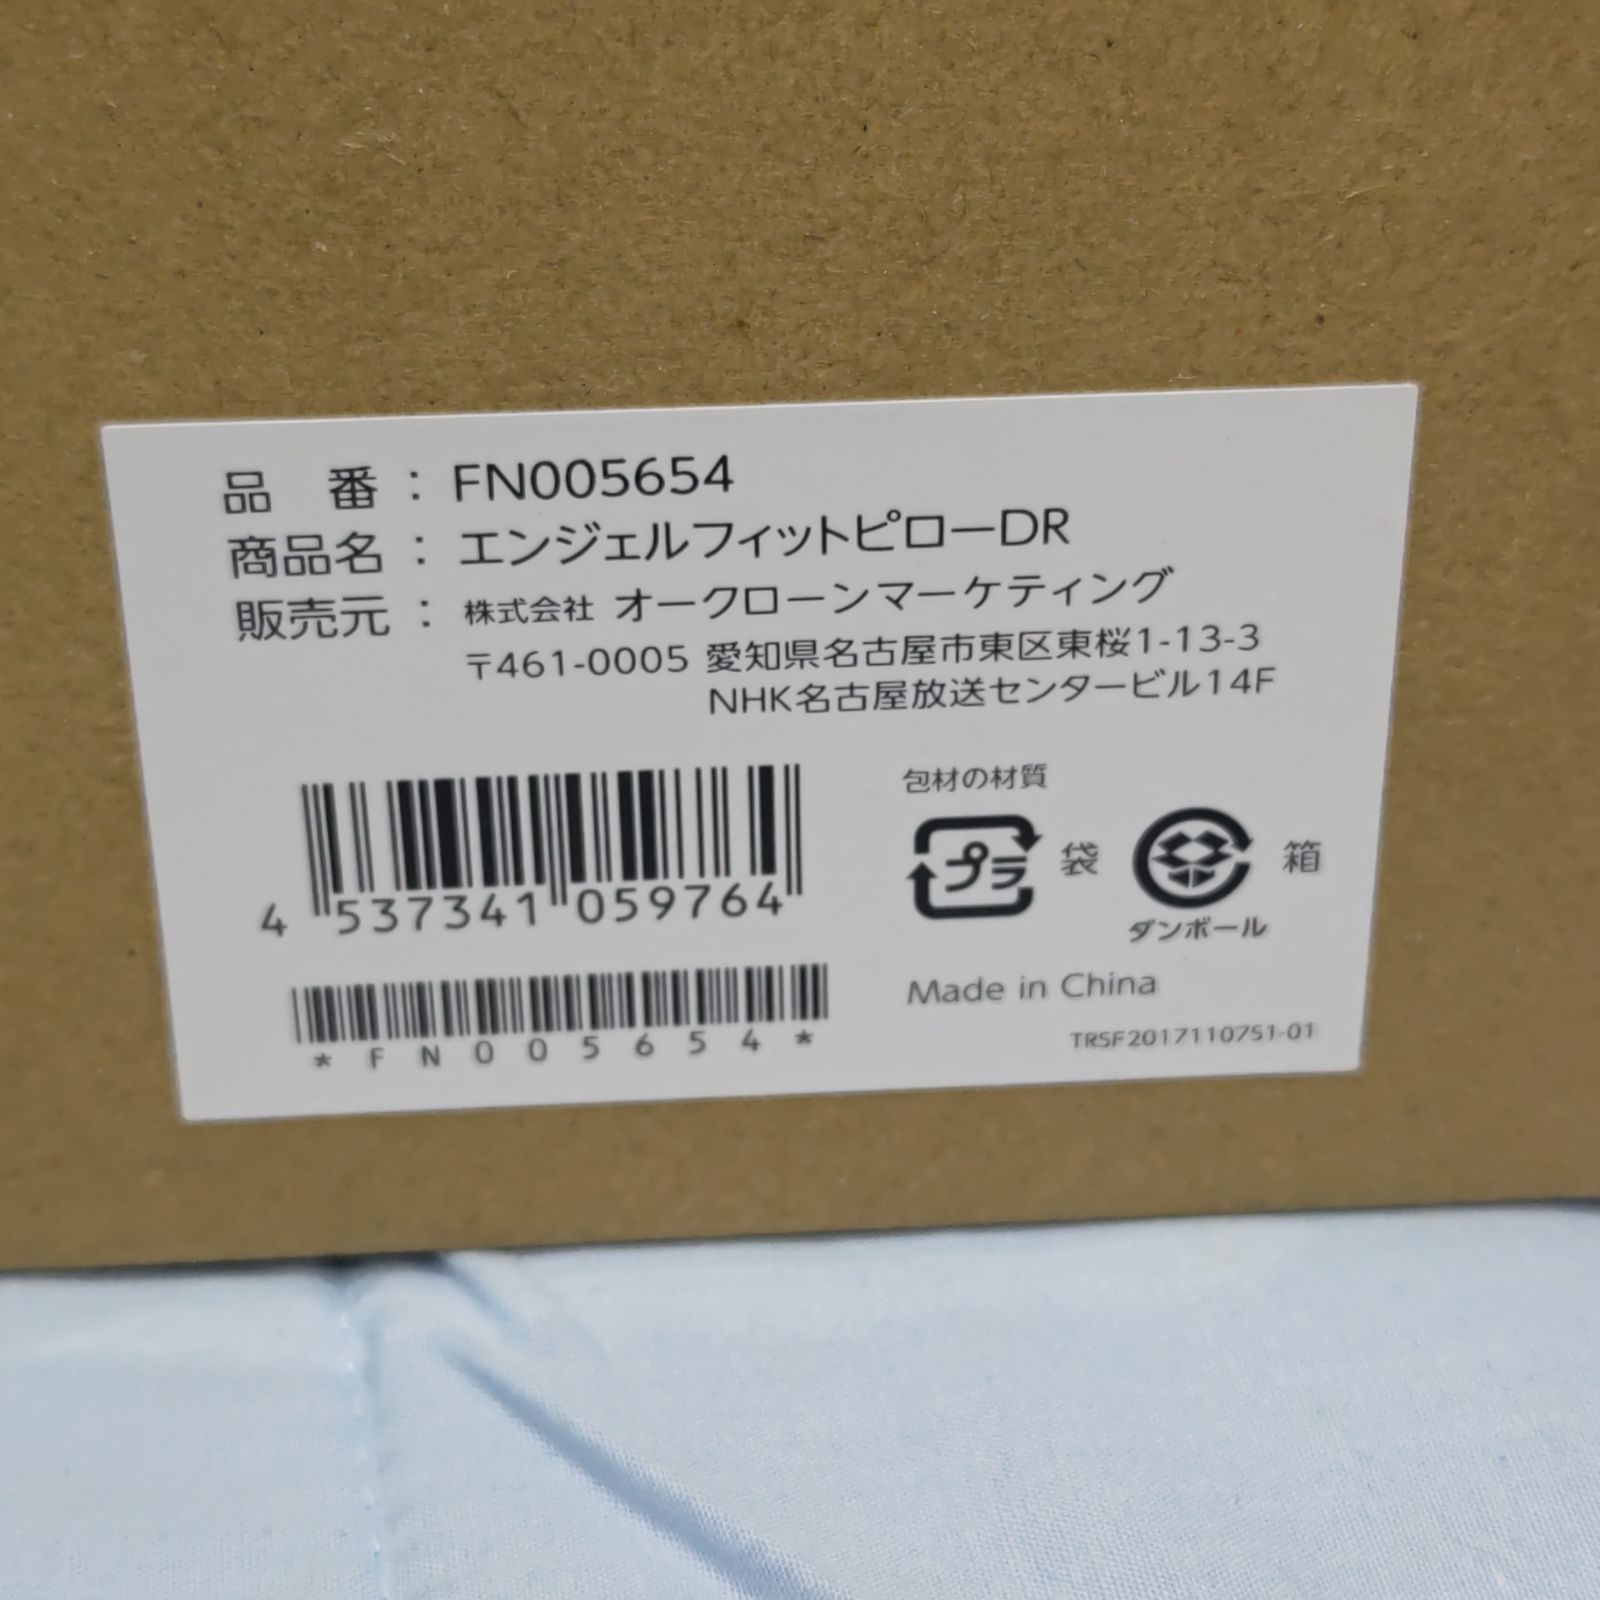 品 番 : FN005654
商品名 : エンジェルフィットピローDR
販売元 : 株式会社 オークローンマーケティング
〒461-0005 愛知県名古屋市東区東桜1-13-3
NHK名古屋放送センタービル14F
包材の材質
プラ 袋 箱
ダンボール
4 537341 059764
Made in China
*FN005654*
TRSF2017110751-01